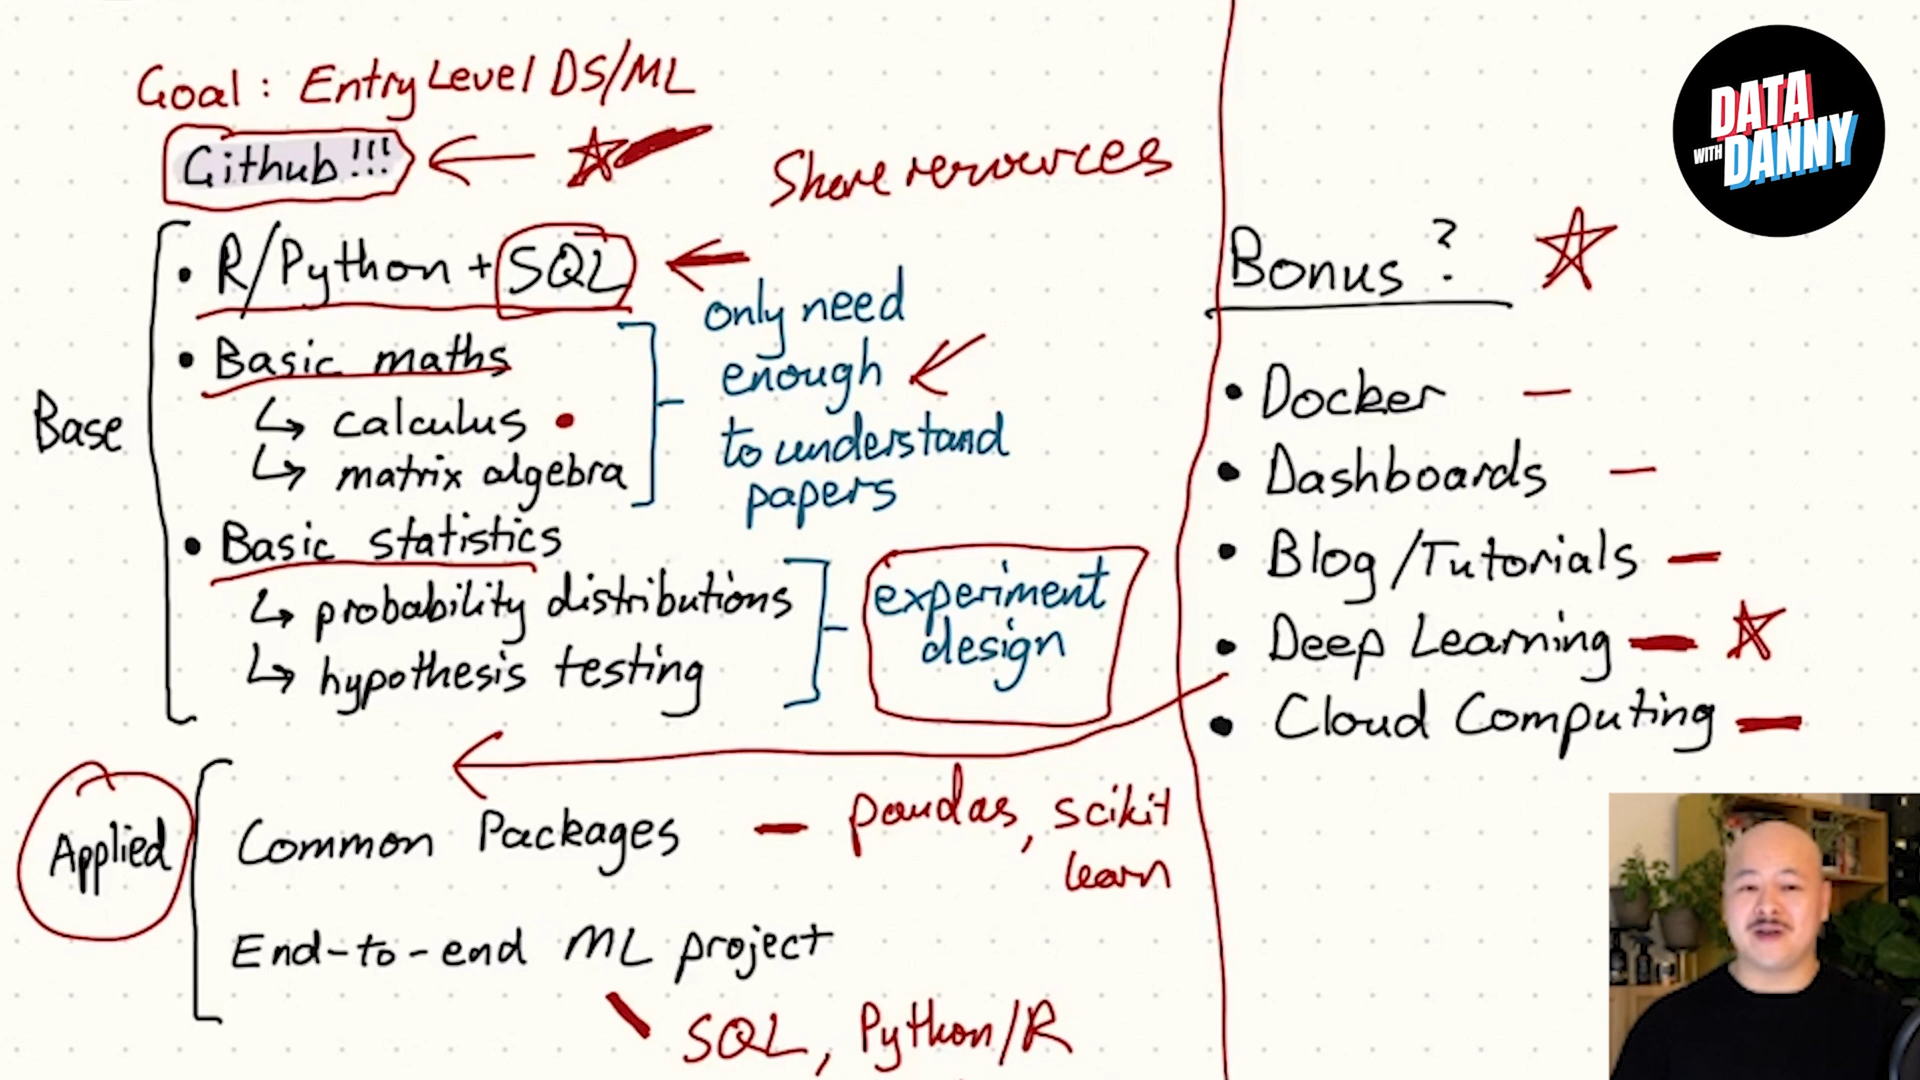 Goal: Entry Level DS/ML
Github!!!
Share resources
Base
• R/Python + SQL
• Basic maths
↳ calculus
↳ matrix algebra
only need
enough
to understand
papers
• Basic statistics
↳ probability distributions
↳ hypothesis testing
experiment
design
Applied
Common Packages - pandas, scikit
learn
End-to-end ML project
SQL, Python/R
Bonus?
• Docker
• Dashboards
• Blog/Tutorials
• Deep Learning
• Cloud Computing
DATA
WITH DANNY